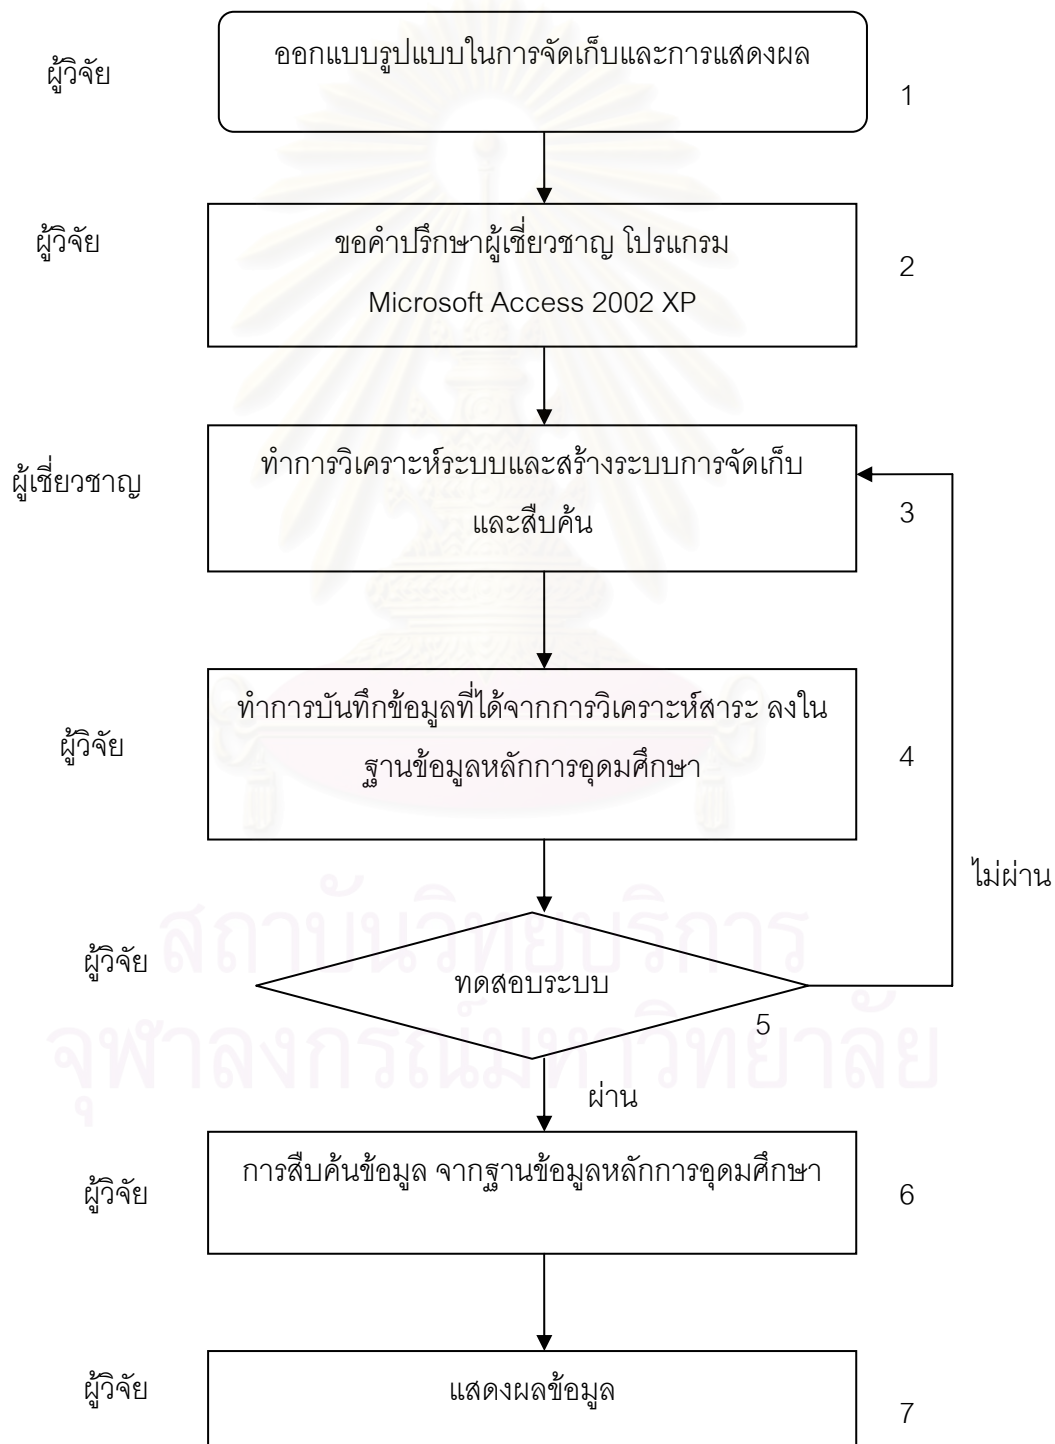 ออกแบบรูปแบบในการจัดเก็บและการแสดงผล
ผู้วิจัย
1
ผู้วิจัย
ขอคำปรึกษาผู้เชี่ยวชาญ โปรแกรม
Microsoft Access 2002 XP
2
ผู้เชี่ยวชาญ
ทำการวิเคราะห์ระบบและสร้างระบบการจัดเก็บ
และสืบค้น
3
ผู้วิจัย
ทำการบันทึกข้อมูลที่ได้จากการวิเคราะห์สาระ ลงใน
ฐานข้อมูลหลักการอุดมศึกษา
4
ไม่ผ่าน
สถาบันวิทยบริการ
ผู้วิจัย
ทดสอบระบบ
5
จุฬาลงกรณ์มหาวิทยาลัย
ผ่าน
ผู้วิจัย
การสืบค้นข้อมูล จากฐานข้อมูลหลักการอุดมศึกษา
6
ผู้วิจัย
แสดงผลข้อมูล
7